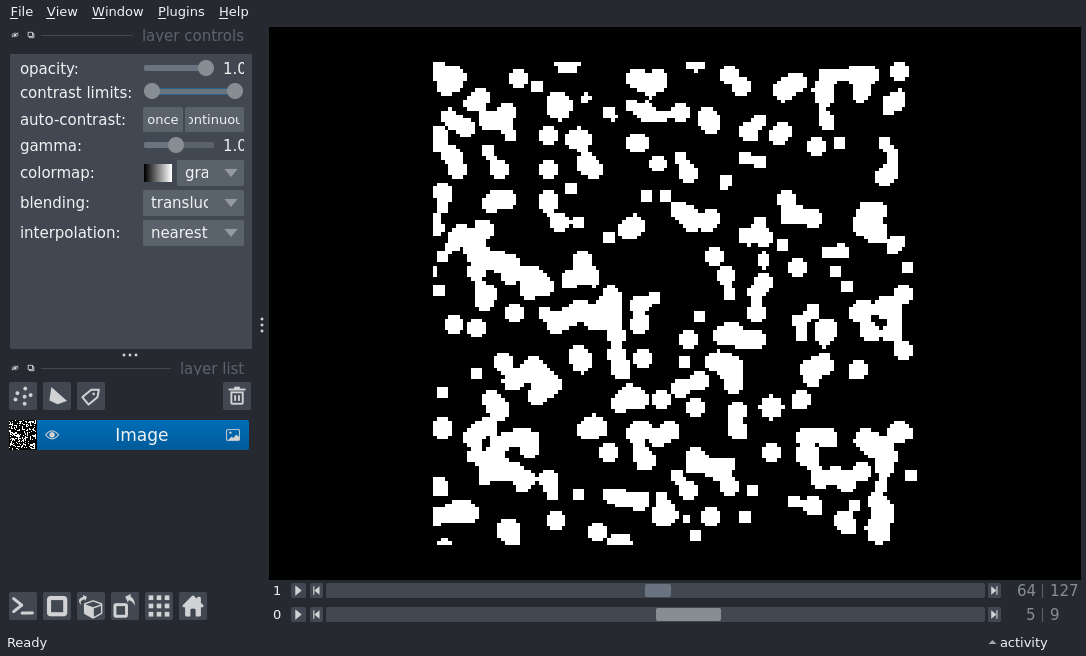 File View Window Plugins Help
layer controls
opacity: 1.0
contrast limits:
auto-contrast: once ontinuou
gamma: 1.0
colormap: gra
blending: transluc
interpolation: nearest
layer list
Image
1 64 | 127
0 5 | 9
Ready activity